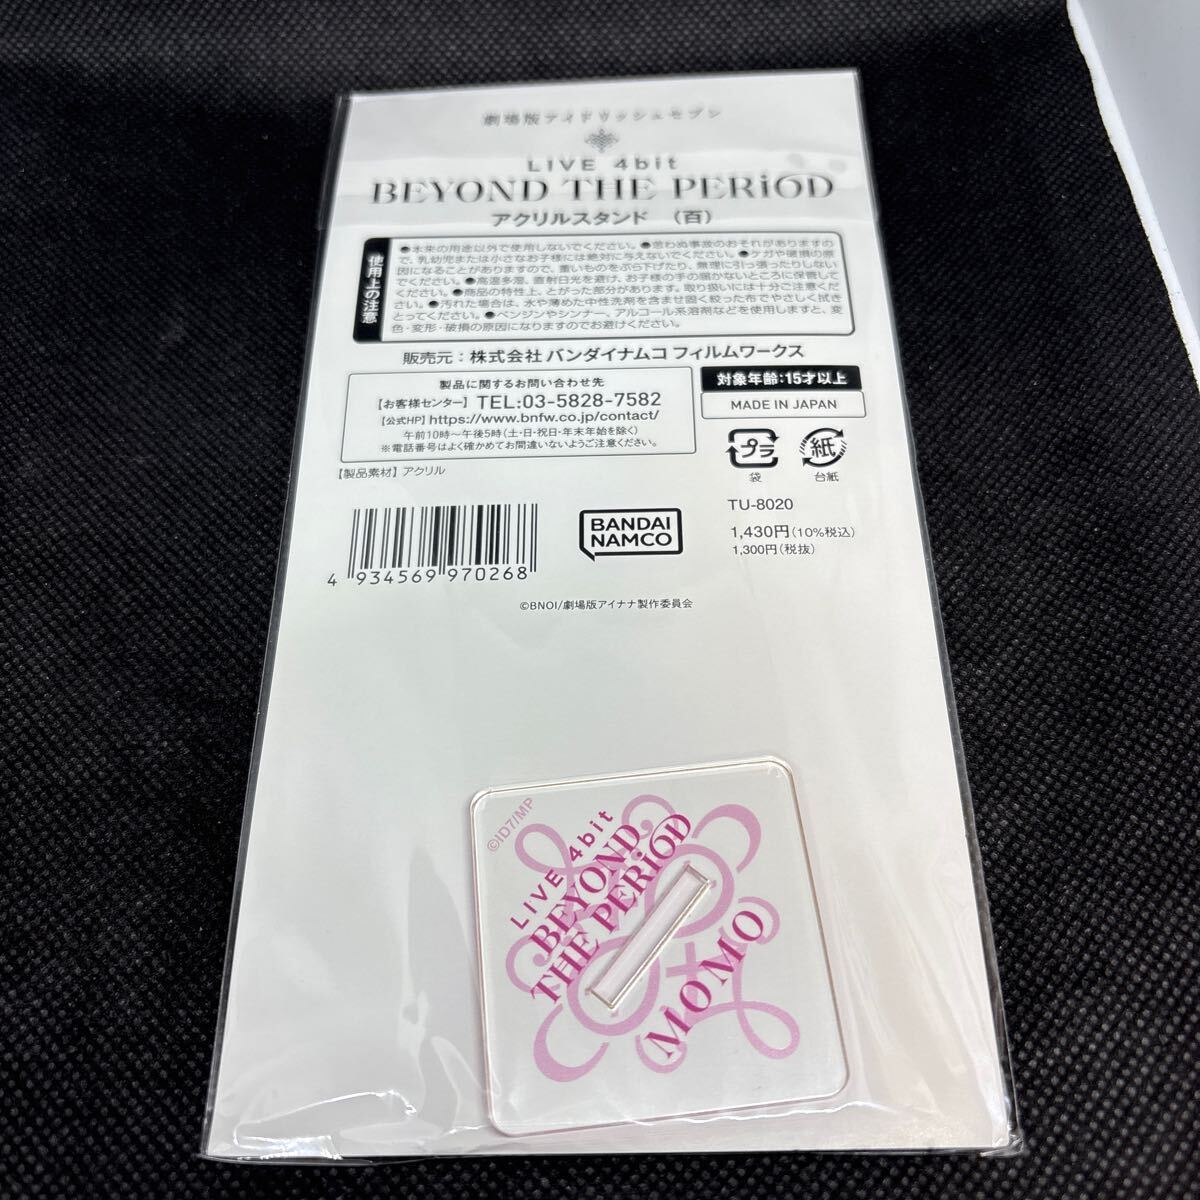 劇場版アイドリッシュセブン
LIVE 4bit
BEYOND THE PERiOD
アクリルスタンド （百）
使用上の注意
●本来の用途以外で使用しないでください。●思わぬ事故のおそれがありますの
で、乳幼児または小さなお子様には絶対に与えないでください。●ケガや破損の原
因になることがありますので、重いものをぶら下げたり、無理に引っ張ったりしない
でください。●高温多湿、直射日光を避け、お子様の手の届かないところに保管して
ください。●商品の特性上、とがった部分があります。取り扱いには十分ご注意くだ
さい。●汚れた場合は、水や薄めた中性洗剤を含ませ固く絞った布でやさしく拭き
とってください。●ベンジンやシンナー、アルコール系溶剤などを使用しますと、変
色・変形・破損の原因になりますのでお避けください。
販売元：株式会社 バンダイナムコ フィルムワークス
製品に関するお問い合わせ先
【お客様センター】 TEL:03-5828-7582
【公式HP】https://www.bnfw.co.jp/contact/
午前10時～午後5時（土・日・祝日・年末年始を除く）
※電話番号はよく確かめてお間違いないようご注意ください。
対象年齢：15才以上
MADE IN JAPAN
プラ
袋
紙
台紙
【製品素材】アクリル
TU-8020
1,430円（10%税込）
1,300円（税抜）
BANDAI
NAMCO
4 934569 970268
©BNOI/劇場版アイナナ製作委員会
©ID7/MP
LIVE 4bit
BEYOND
THE PERiOD
MOMO